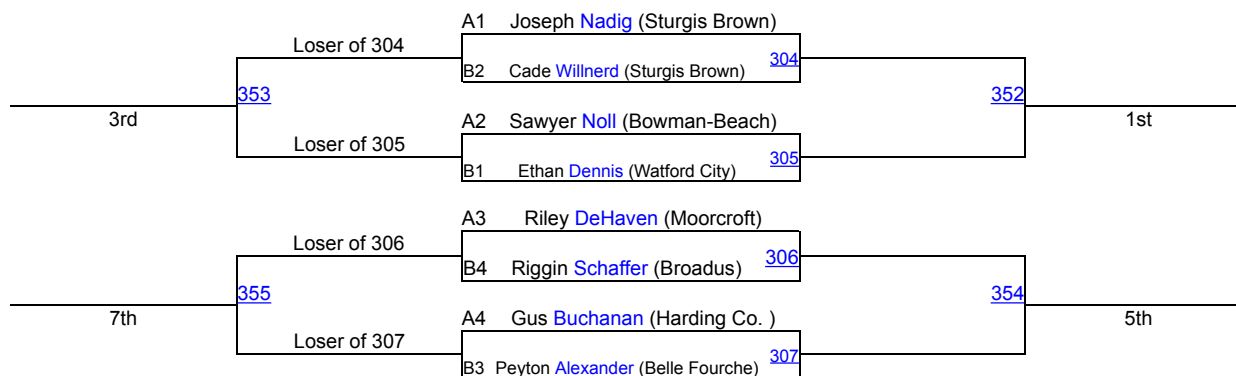 A1 Joseph Nadig (Sturgis Brown)
Loser of 304
304
B2 Cade Willnerd (Sturgis Brown)
353
352
3rd
A2 Sawyer Noll (Bowman-Beach)
1st
Loser of 305
305
B1 Ethan Dennis (Watford City)
A3 Riley DeHaven (Moorcroft)
Loser of 306
306
B4 Riggin Schaffer (Broadus)
355
354
7th
A4 Gus Buchanan (Harding Co. )
5th
Loser of 307
307
B3 Peyton Alexander (Belle Fourche)